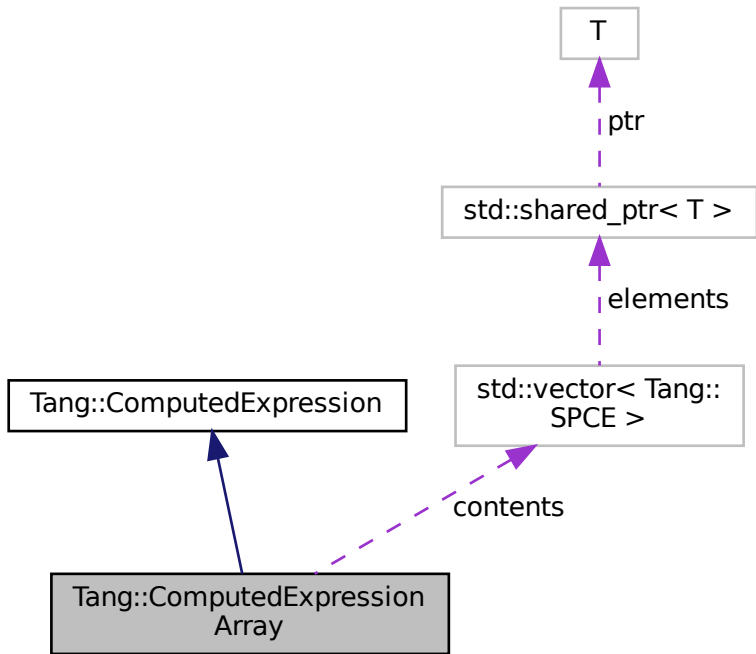 T
ptr
std::shared_ptr< T >
elements
std::vector< Tang::
SPCE >
Tang::ComputedExpression
contents
Tang::ComputedExpression
Array